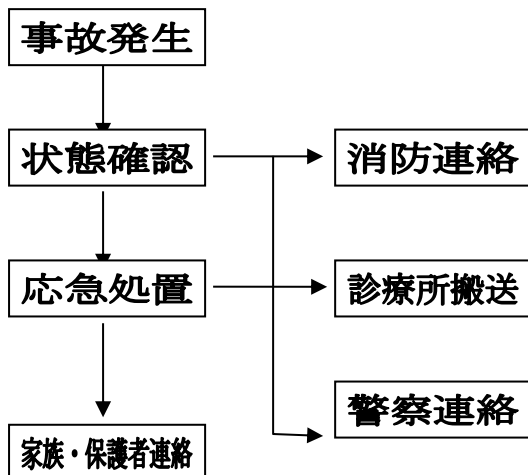 事故発生
状態確認
消防連絡
応急処置
診療所搬送
警察連絡
家族・保護者連絡